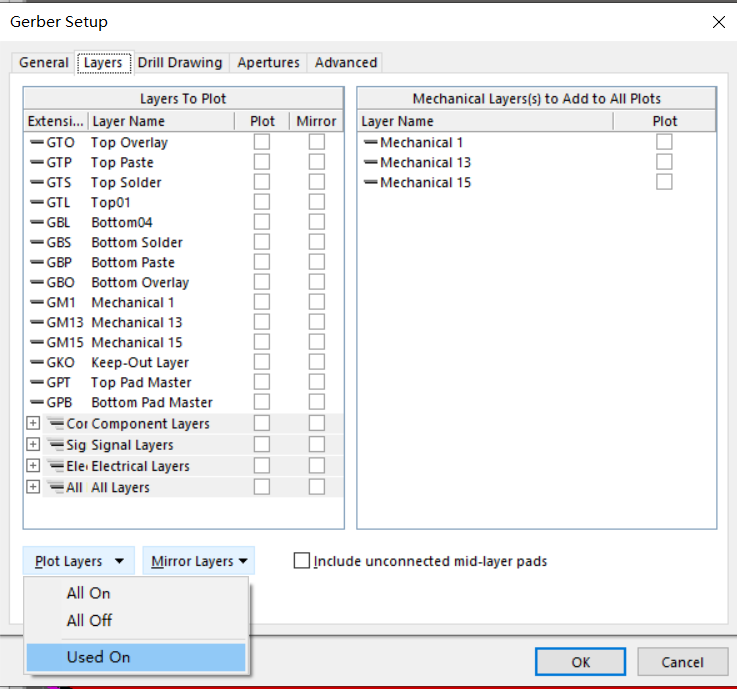 Gerber Setup
General Layers Drill Drawing Apertures Advanced
Layers To Plot
Extensi... Layer Name Plot Mirror
GTO Top Overlay
GTP Top Paste
GTS Top Solder
GTL Top01
GBL Bottom04
GBS Bottom Solder
GBP Bottom Paste
GBO Bottom Overlay
GM1 Mechanical 1
GM13 Mechanical 13
GM15 Mechanical 15
GKO Keep-Out Layer
GPT Top Pad Master
GPB Bottom Pad Master
Cor Component Layers
Sig Signal Layers
Ele Electrical Layers
All All Layers
Mechanical Layers(s) to Add to All Plots
Layer Name Plot
Mechanical 1
Mechanical 13
Mechanical 15
Plot Layers Mirror Layers Include unconnected mid-layer pads
All On
All Off
Used On
OK Cancel